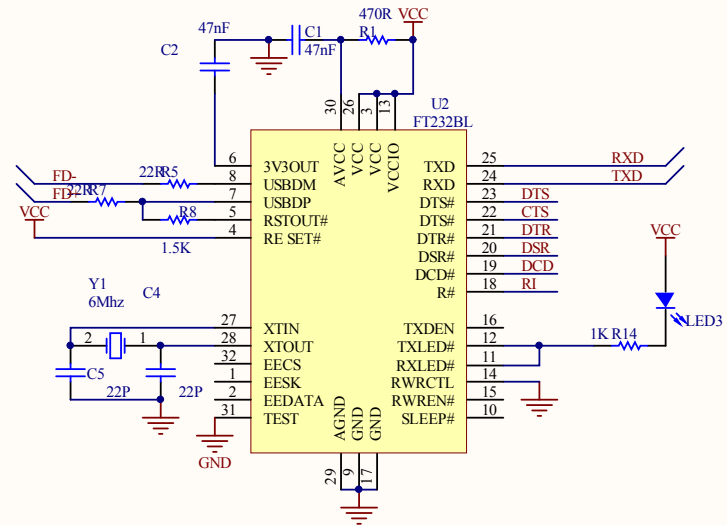 47nF
C2
C1
47nF
470R
R1
VCC
U2
FT232BL
30
26
3
13
AVCC
VCC
VCC
VCCIO
FD-
22R R5
6
3V3OUT
TXD
25
RXD
8
USBDM
RXD
24
TXD
FD+
22R R7
7
USBDP
DTS#
23
DTS
VCC
R8
5
RSTOUT#
DTS#
22
CTS
4
RE SET#
DTR#
21
DTR
1.5K
DSR#
20
DSR
DCD#
19
DCD
R#
18
RI
VCC
LED3
Y1
6Mhz
C4
27
XTIN
TXDEN
16
2
1
28
XTOUT
TXLED#
12
1K R14
32
EECS
RXLED#
11
C5
1
EESK
RWRCTL
14
22P
22P
2
EEDATA
RWREN#
15
31
TEST
SLEEP#
10
GND
AGND
GND
GND
29
9
17